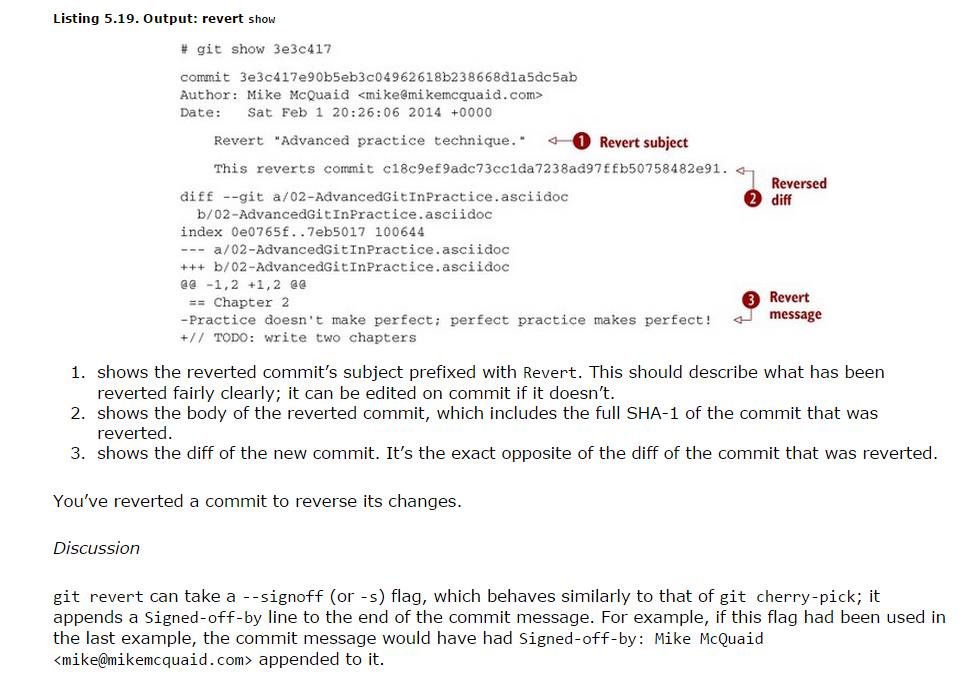 Listing 5.19. Output: revert show
# git show 3e3c417
commit 3e3c417e90b5eb3c04962618b238668d1a5dc5ab
Author: Mike McQuaid <mike@mikemcquaid.com>
Date:   Sat Feb 1 20:26:06 2014 +0000
Revert "Advanced practice technique."
1 Revert subject
This reverts commit c18c9ef9adc73cc1da7238ad97ffb50758482e91.
2 Reversed
diff
diff --git a/02-AdvancedGitInPractice.asciidoc
b/02-AdvancedGitInPractice.asciidoc
index 0e0765f..7eb5017 100644
--- a/02-AdvancedGitInPractice.asciidoc
+++ b/02-AdvancedGitInPractice.asciidoc
@@ -1,2 +1,2 @@
== Chapter 2
3 Revert
message
-Practice doesn't make perfect; perfect practice makes perfect!
+// TODO: write two chapters
1. shows the reverted commit’s subject prefixed with Revert. This should describe what has been
reverted fairly clearly; it can be edited on commit if it doesn’t.
2. shows the body of the reverted commit, which includes the full SHA-1 of the commit that was
reverted.
3. shows the diff of the new commit. It’s the exact opposite of the diff of the commit that was reverted.
You’ve reverted a commit to reverse its changes.
Discussion
git revert can take a --signoff (or -s) flag, which behaves similarly to that of git cherry-pick; it
appends a Signed-off-by line to the end of the commit message. For example, if this flag had been used in
the last example, the commit message would have had Signed-off-by: Mike McQuaid
<mike@mikemcquaid.com> appended to it.